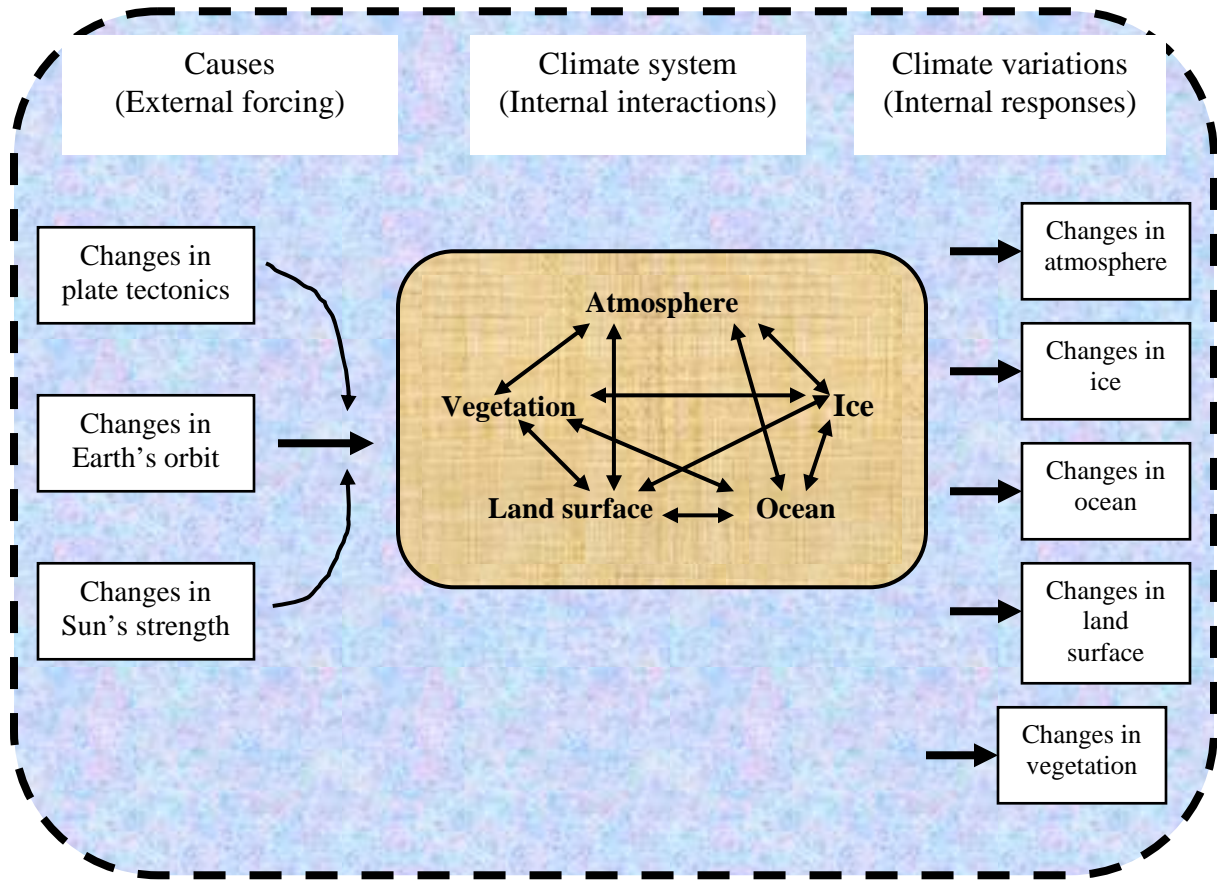 Causes
(External forcing)
Climate system
(Internal interactions)
Climate variations
(Internal responses)
Changes in
plate tectonics
Changes in
Earth’s orbit
Changes in
Sun’s strength
Atmosphere
Vegetation
Ice
Land surface
Ocean
Changes in
atmosphere
Changes in
ice
Changes in
ocean
Changes in
land
surface
Changes in
vegetation